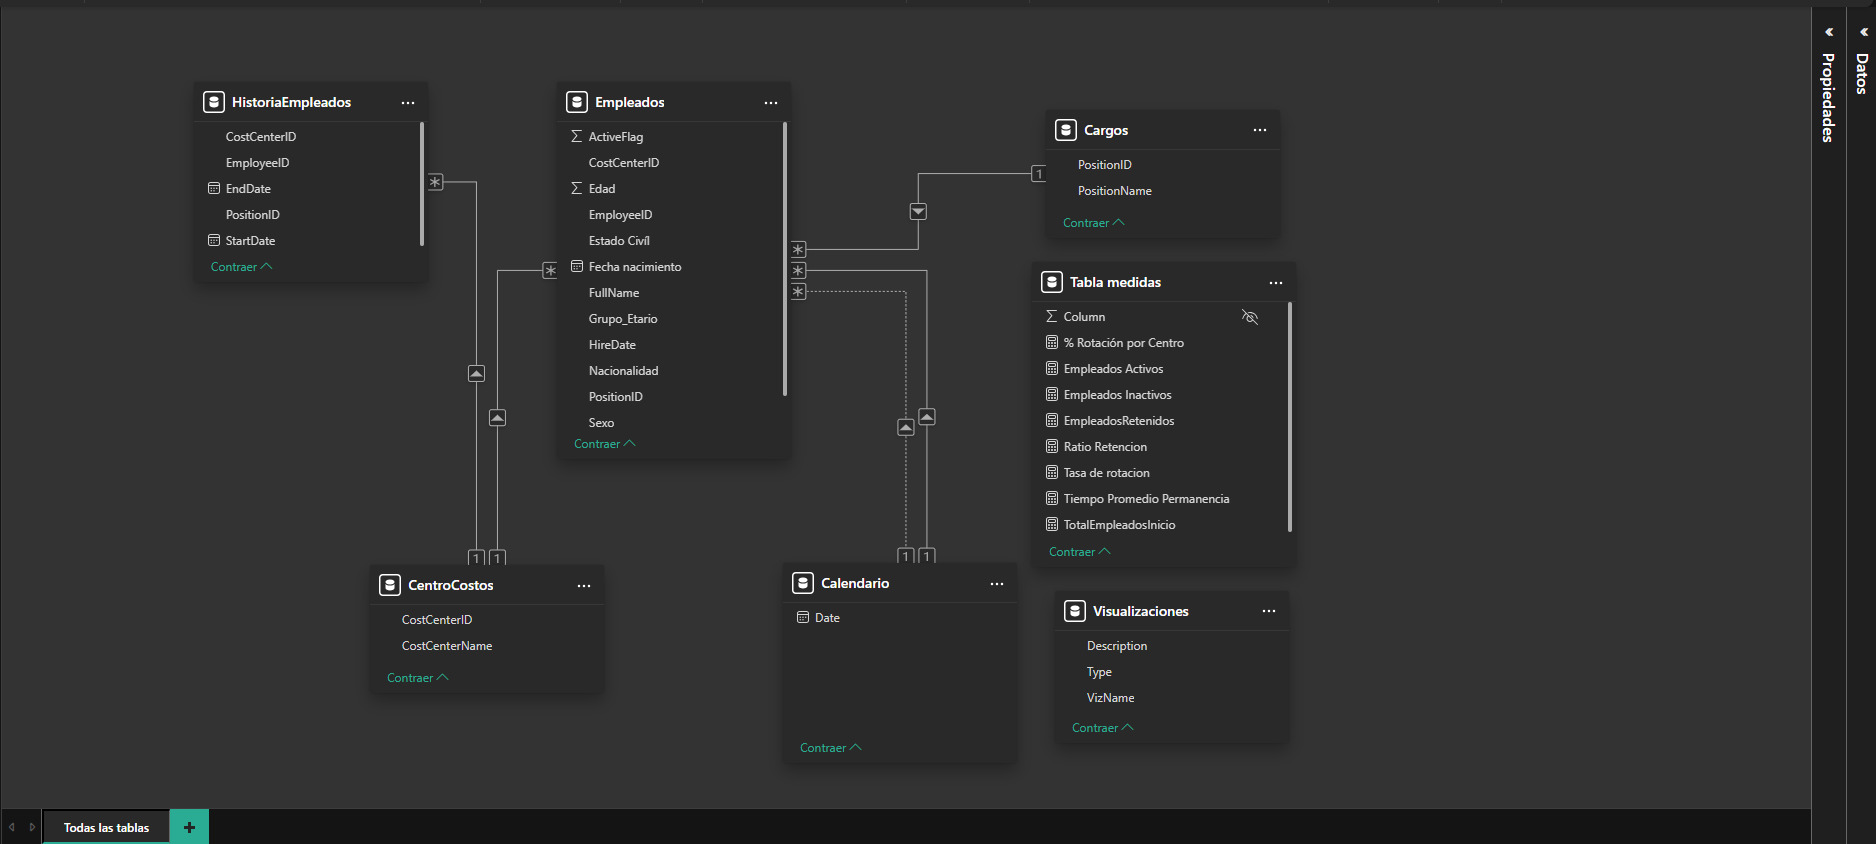 HistoriaEmpleados
CostCenterID
EmployeeID
EndDate
PositionID
StartDate
Contraer
Empleados
ActiveFlag
CostCenterID
Edad
EmployeeID
Estado Civíl
Fecha nacimiento
FullName
Grupo_Etario
HireDate
Nacionalidad
PositionID
Sexo
Contraer
Cargos
PositionID
PositionName
Contraer
Tabla medidas
Column
% Rotación por Centro
Empleados Activos
Empleados Inactivos
EmpleadosRetenidos
Ratio Retencion
Tasa de rotacion
Tiempo Promedio Permanencia
TotalEmpleadosInicio
Contraer
CentroCostos
CostCenterID
CostCenterName
Contraer
Calendario
Date
Contraer
Visualizaciones
Description
Type
VizName
Contraer
* 1
* 1
* 1
* 1
* 1
Propiedades
Datos
Todas las tablas
+